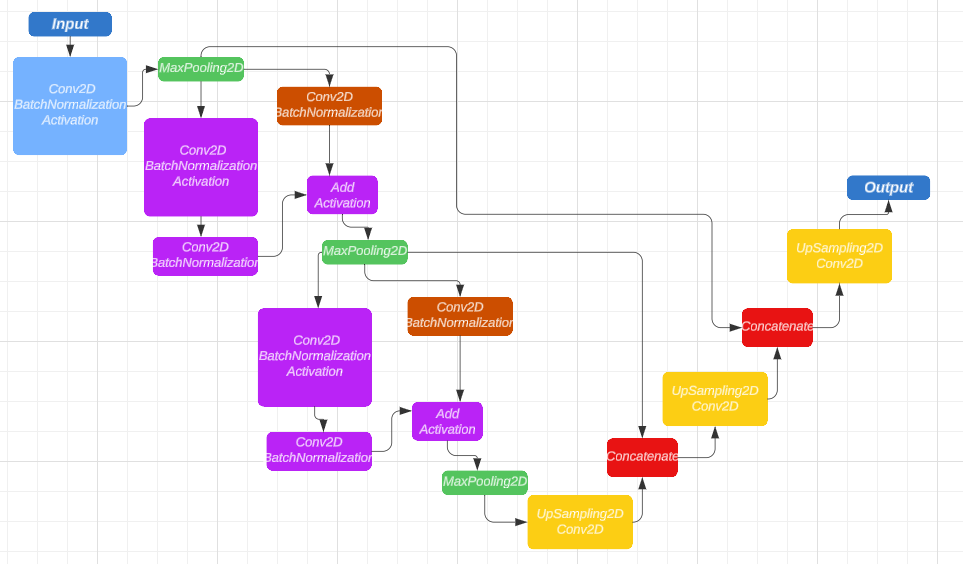 Input
Conv2D
BatchNormalization
Activation
MaxPooling2D
Conv2D
BatchNormalization
Conv2D
BatchNormalization
Activation
Add
Activation
Conv2D
BatchNormalization
MaxPooling2D
Conv2D
BatchNormalization
Conv2D
BatchNormalization
Activation
Add
Activation
Conv2D
BatchNormalization
MaxPooling2D
UpSampling2D
Conv2D
Concatenate
UpSampling2D
Conv2D
Concatenate
UpSampling2D
Conv2D
Output